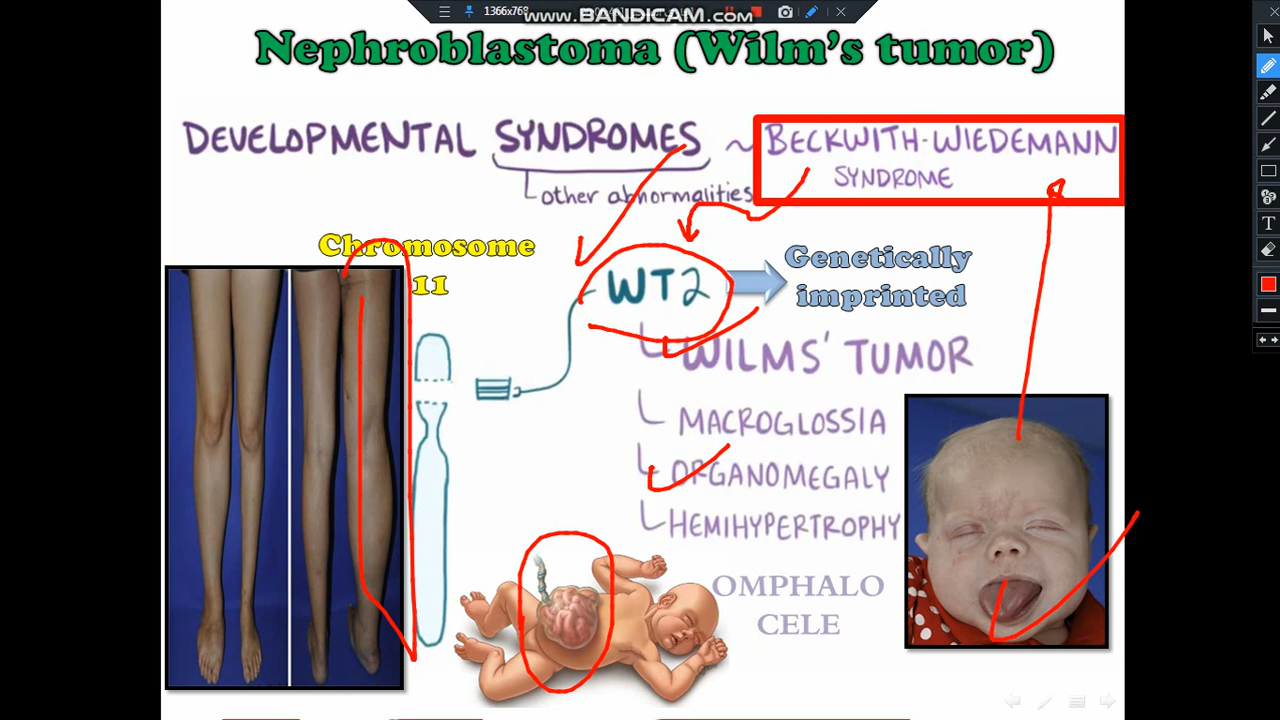 1366x768
www.BANDICAM.com
Nephroblastoma (Wilm's tumor)
DEVELOPMENTAL SYNDROMES ~ BECKWITH-WIEDEMANN
SYNDROME
other abnormalities
Chromosome
11
WT2
Genetically
imprinted
WILMS' TUMOR
MACROGLOSSIA
ORGANOMEGALY
HEMIHYPERTROPHY
OMPHALO
CELE
T